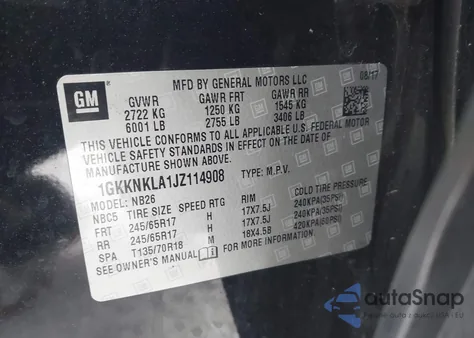 MFD BY GENERAL MOTORS LLC 08/17
GM
GVWR GAWR FRT GAWR RR
2722 KG 1250 KG 1545 KG
6001 LB 2755 LB 3406 LB
THIS VEHICLE CONFORMS TO ALL APPLICABLE U.S. FEDERAL MOTOR
VEHICLE SAFETY STANDARDS IN EFFECT ON THE DATE OF
MANUFACTURE SHOWN ABOVE.
1GKKNKLA1JZ114908 TYPE: M.P.V.
MODEL: NB26
NBC5 TIRE SIZE SPEED RTG RIM COLD TIRE PRESSURE
FRT 245/65R17 H 17X7.5J 240KPA(35PSI)
RR 245/65R17 H 17X7.5J 240KPA(35PSI)
SPA T135/70R18 M 18X4.5B 420KPA(60PSI)
SEE OWNER'S MANUAL FOR MORE INFORMATION.
autaSnap